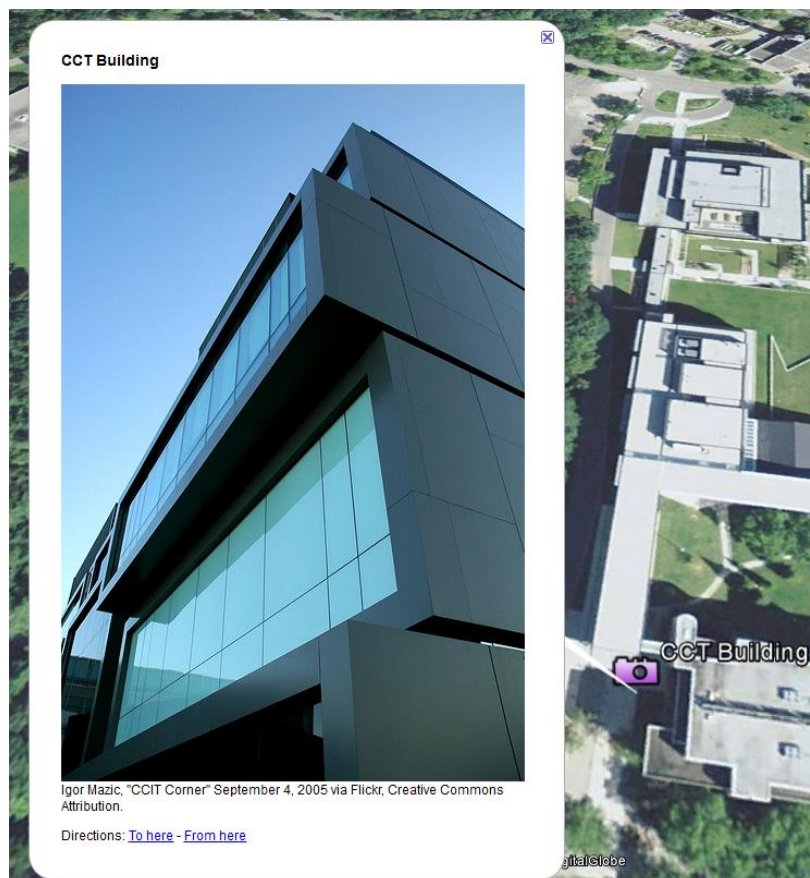 CCT Building
Igor Mazic, "CCIT Corner" September 4, 2005 via Flickr, Creative Commons
Attribution.
Directions: To here - From here
CCT Building
gitalGlobe